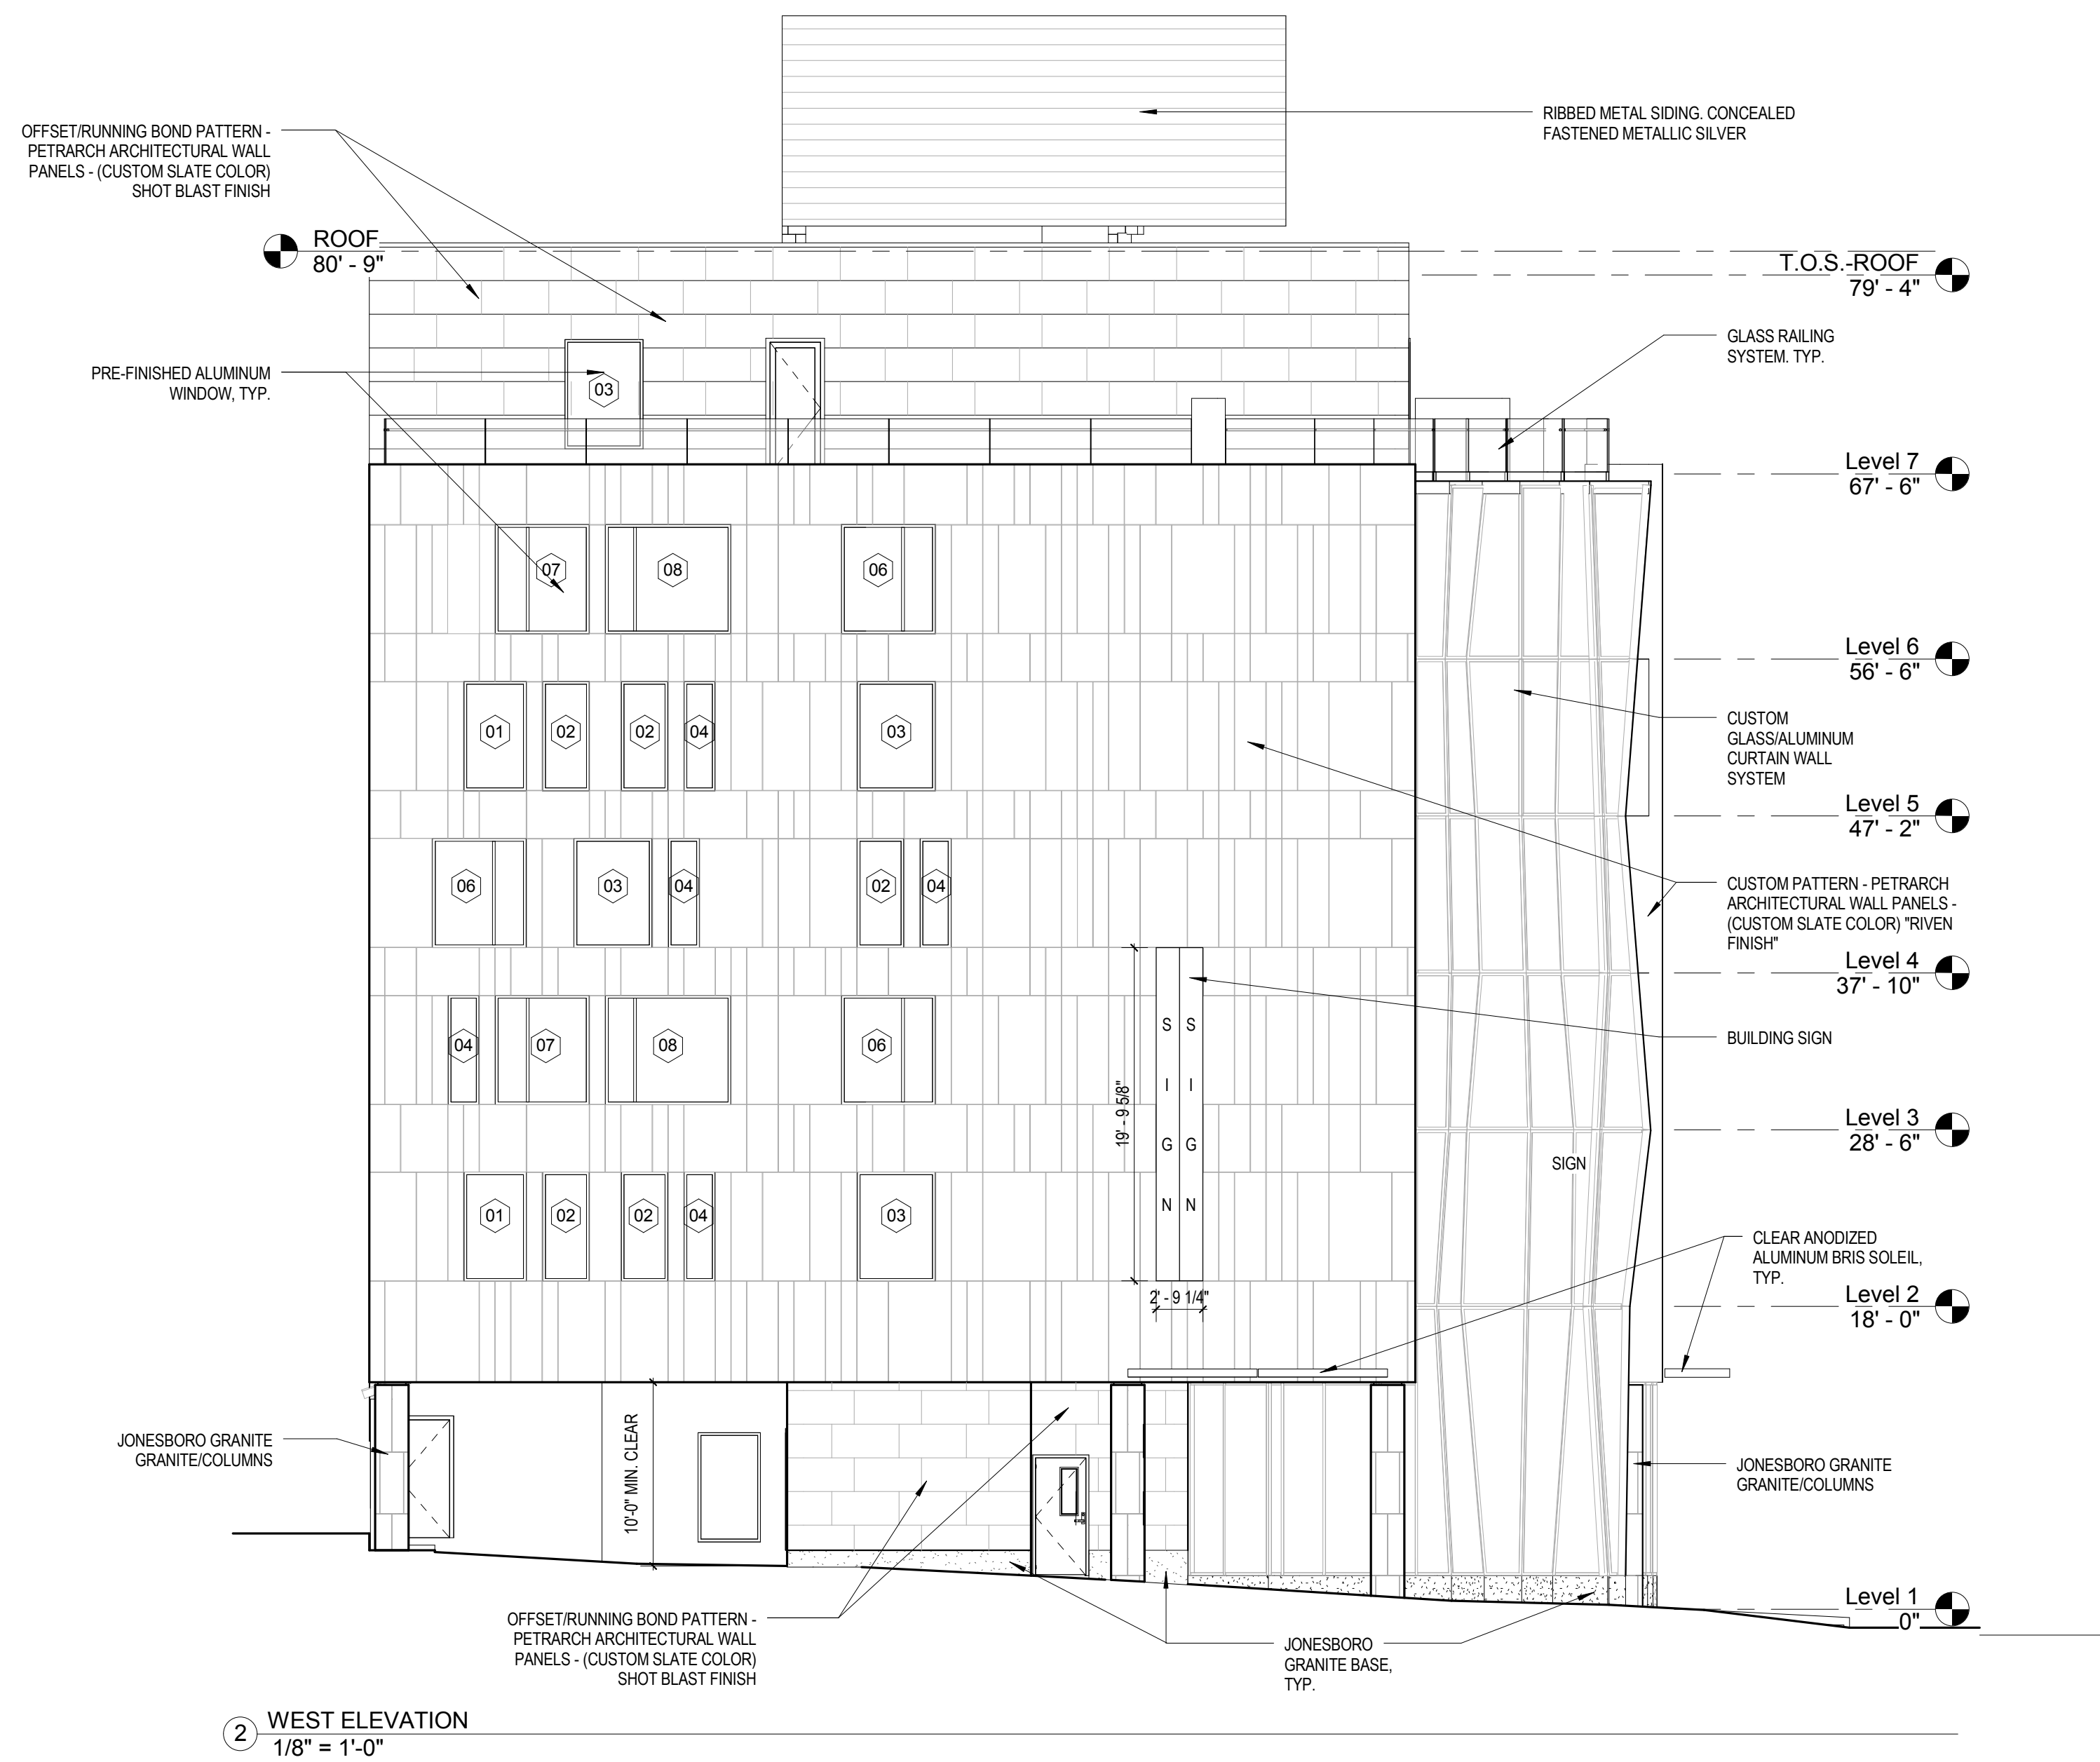 RIBBED METAL SIDING. CONCEALED
FASTENED METALLIC SILVER
OFFSET/RUNNING BOND PATTERN -
PETRARCH ARCHITECTURAL WALL
PANELS - (CUSTOM SLATE COLOR)
SHOT BLAST FINISH
ROOF
80' - 9"
T.O.S.-ROOF
79' - 4"
GLASS RAILING
SYSTEM. TYP.
PRE-FINISHED ALUMINUM
WINDOW, TYP.
03
Level 7
67' - 6"
07
08
06
Level 6
56' - 6"
01
02
02
04
03
CUSTOM
GLASS/ALUMINUM
CURTAIN WALL
SYSTEM
Level 5
47' - 2"
06
03
04
02
04
CUSTOM PATTERN - PETRARCH
ARCHITECTURAL WALL PANELS -
(CUSTOM SLATE COLOR) "RIVEN
FINISH"
Level 4
37' - 10"
04
07
08
06
SIGN
SIGN
19' - 9 5/8"
BUILDING SIGN
Level 3
28' - 6"
SIGN
01
02
02
04
03
2' - 9 1/4"
CLEAR ANODIZED
ALUMINUM BRIS SOLEIL,
TYP.
Level 2
18' - 0"
JONESBORO GRANITE
GRANITE/COLUMNS
10'-0" MIN. CLEAR
JONESBORO GRANITE
GRANITE/COLUMNS
Level 1
0"
OFFSET/RUNNING BOND PATTERN -
PETRARCH ARCHITECTURAL WALL
PANELS - (CUSTOM SLATE COLOR)
SHOT BLAST FINISH
JONESBORO
GRANITE BASE,
TYP.
2
WEST ELEVATION
1/8" = 1'-0"